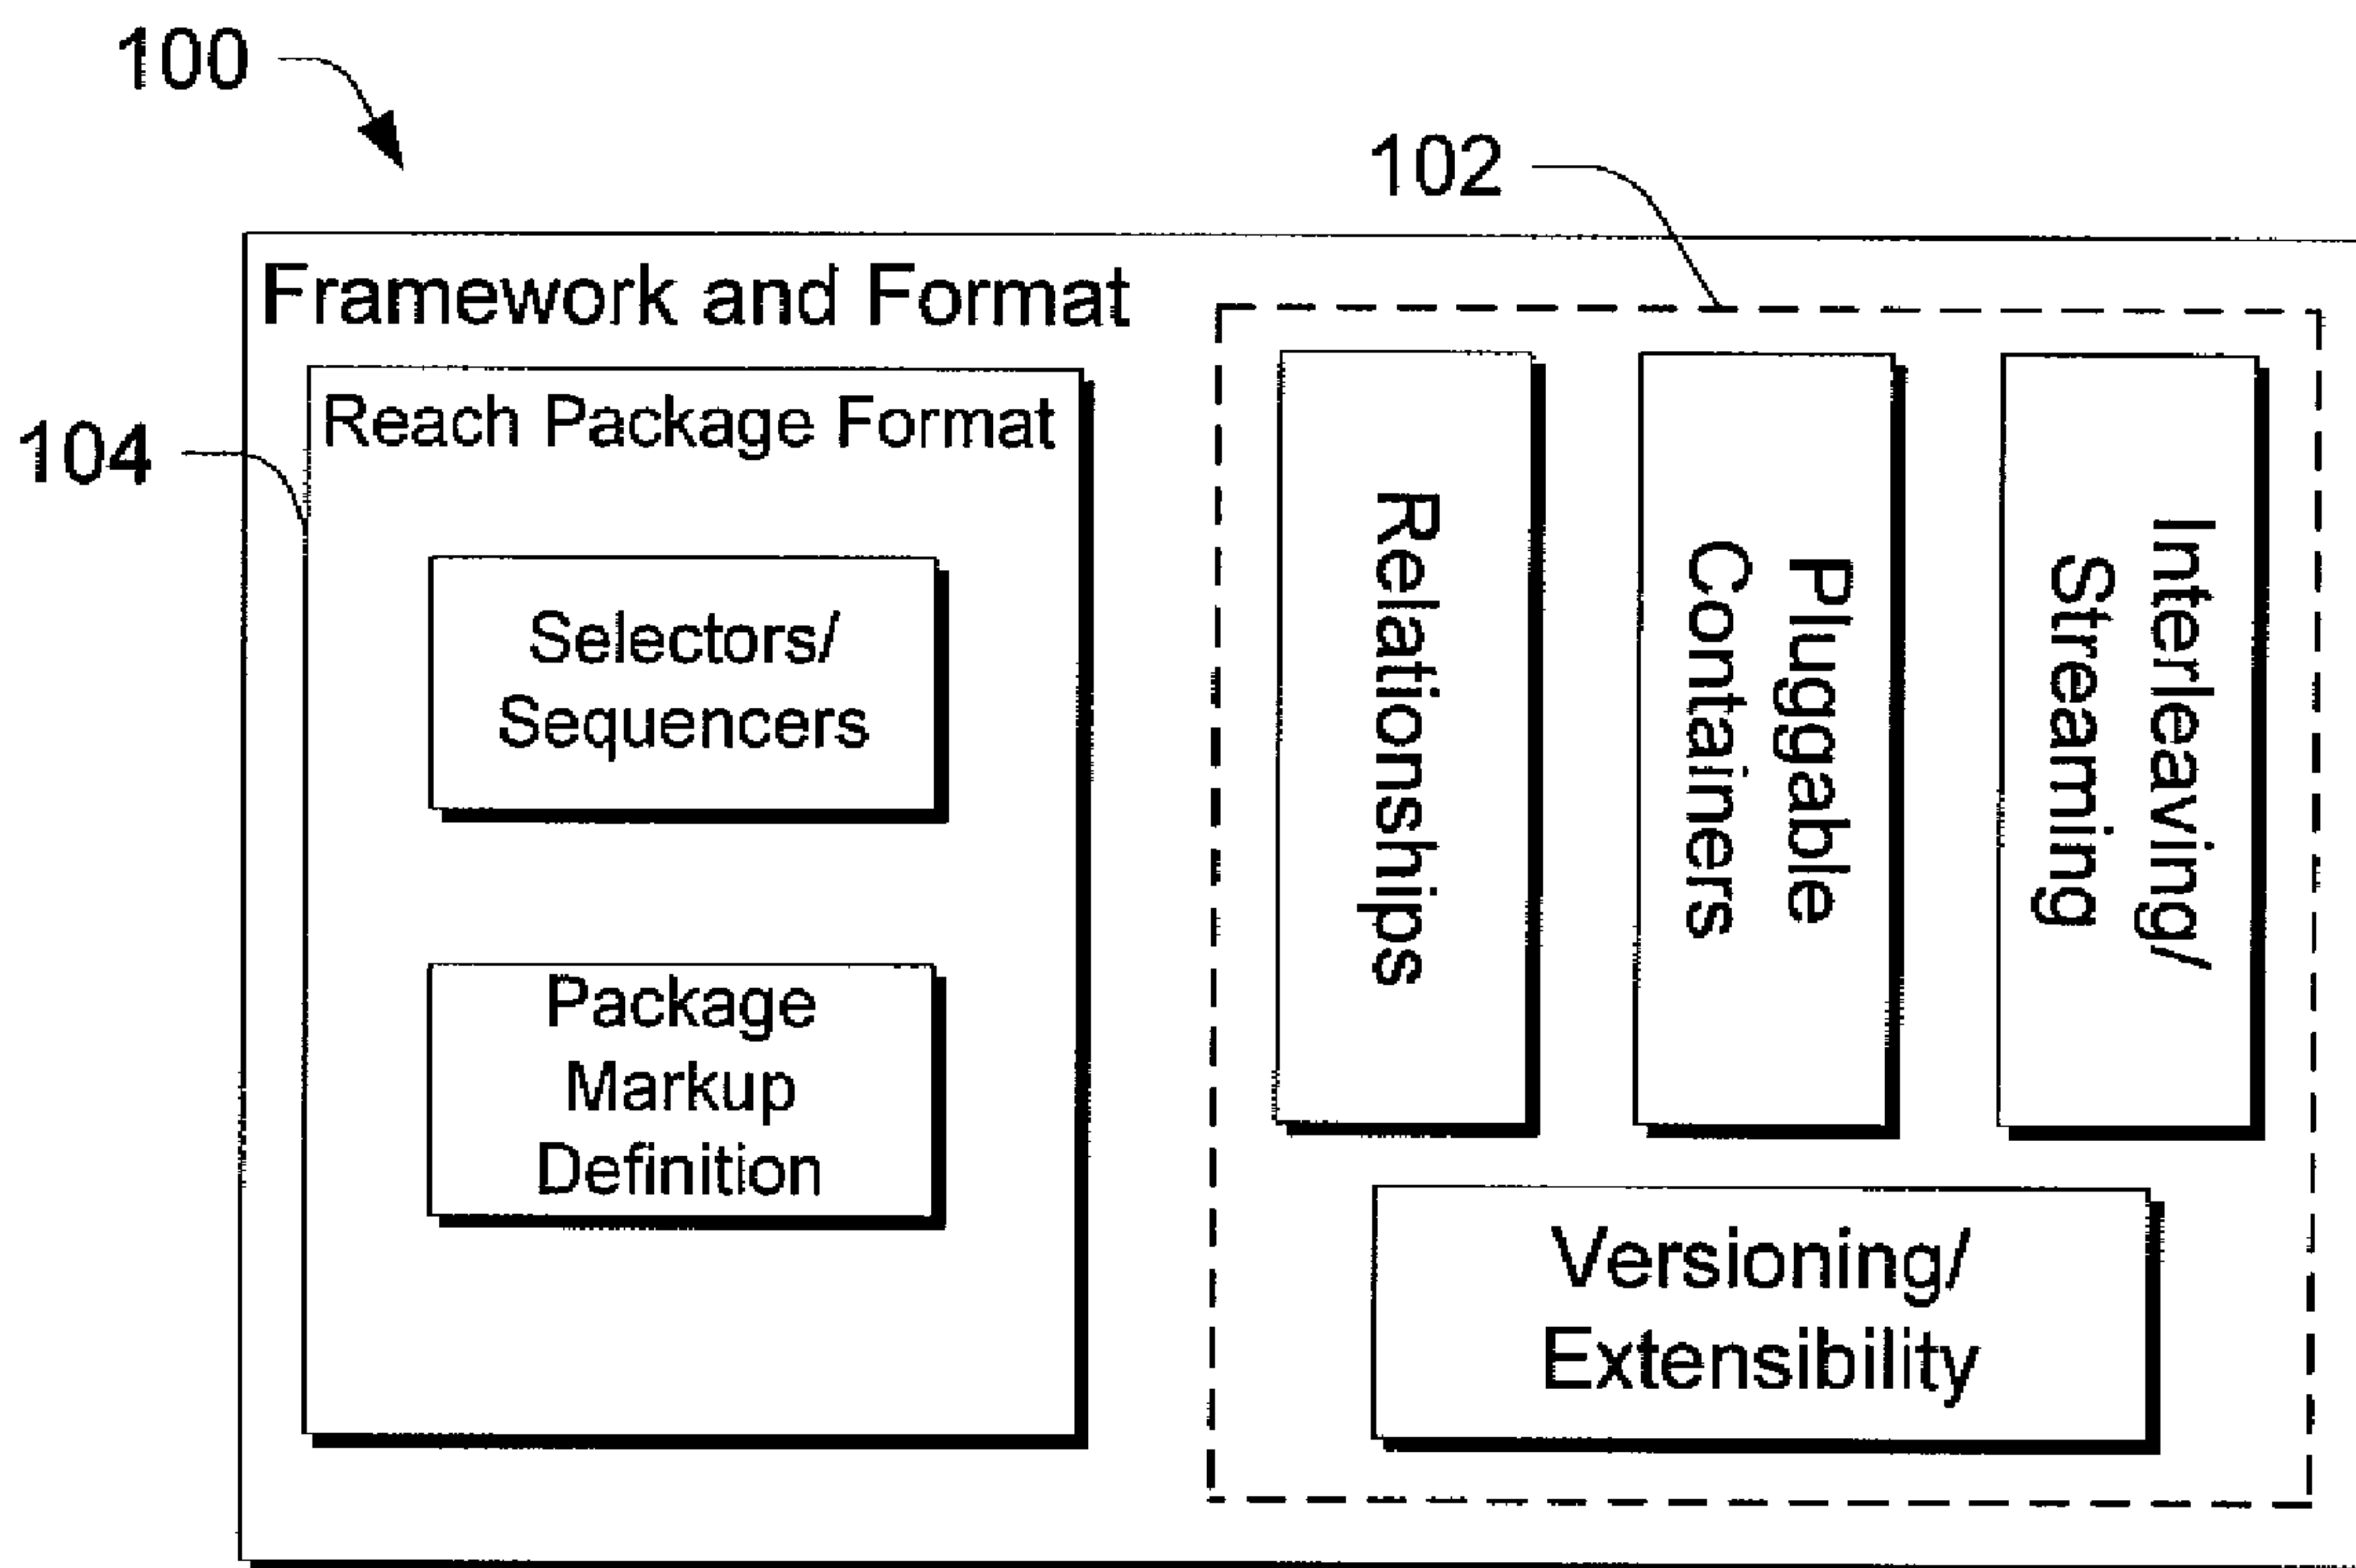 100
102
Framework and Format
104
Reach Package Format
Selectors/
Sequencers
Package
Markup
Definition
Relationships
Pluggable
Containers
Interleaving/
Streaming
Versioning/
Extensibility